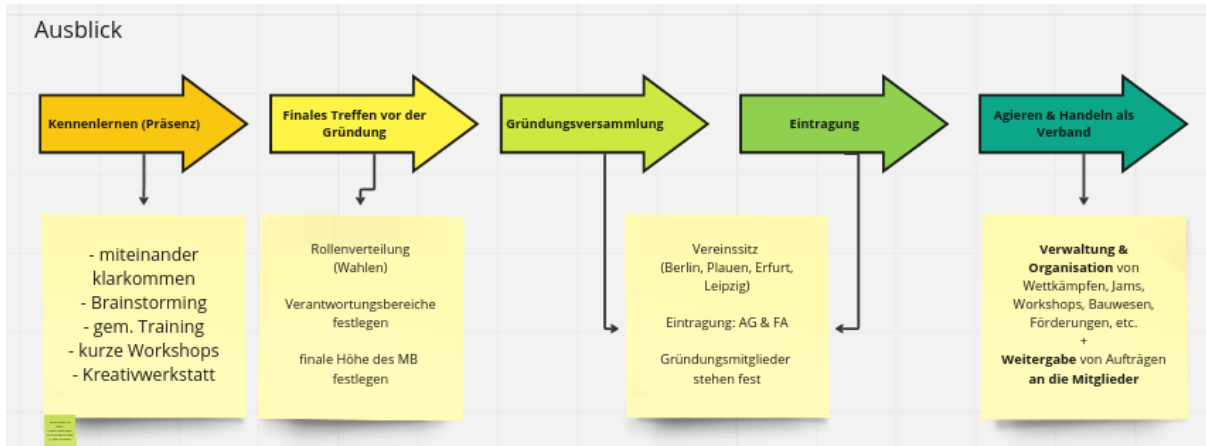 Ausblick
Kennenlernen (Präsenz)
Finales Treffen vor der
Gründung
Gründungsversammlung
Eintragung
Agieren & Handeln als
Verband
- miteinander
klarkommen
- Brainstorming
- gem. Training
- kurze Workshops
- Kreativwerkstatt
Rollenverteilung
(Wahlen)
Verantwortungsbereiche
festlegen
finale Höhe des MB
festlegen
Vereinssitz
(Berlin, Plauen, Erfurt,
Leipzig)
Eintragung: AG & FA
Gründungsmitglieder
stehen fest
Verwaltung &
Organisation von
Wettkämpfen, Jams,
Workshops, Bauwesen,
Förderungen, etc.
+
Weitergabe von Aufträgen
an die Mitglieder